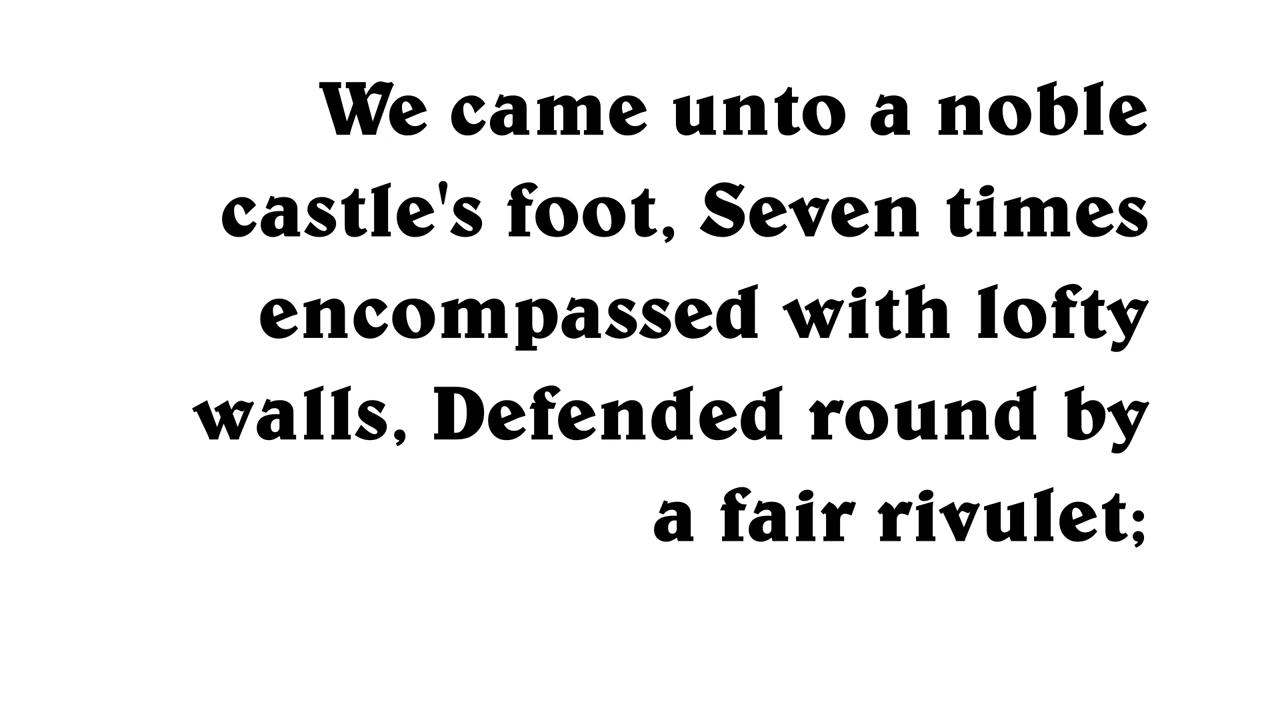 We came unto a noble
castle's foot, Seven times
encompassed with lofty
walls, Defended round by
a fair rivulet;